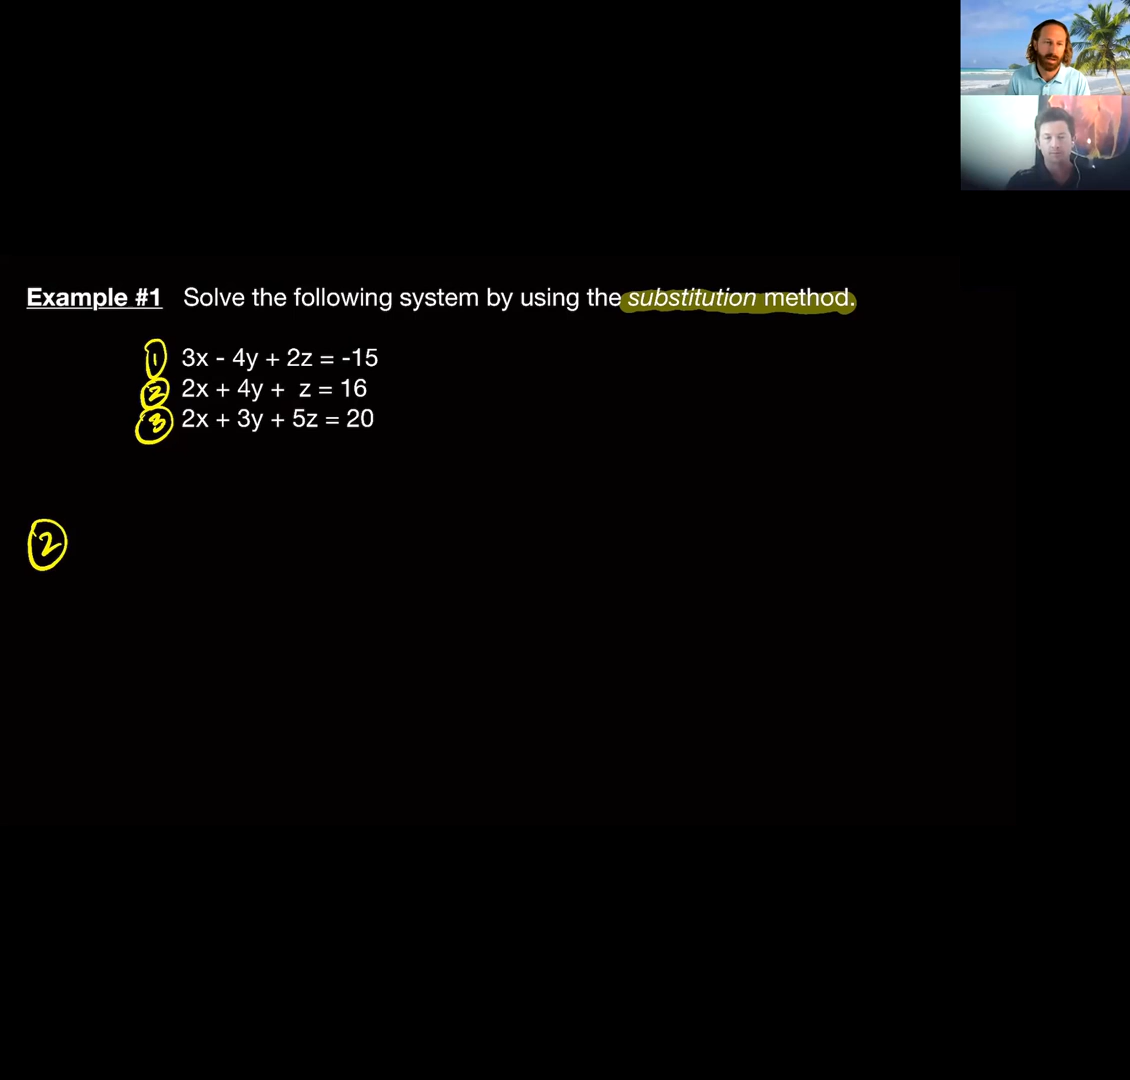 Example #1 Solve the following system by using the substitution method.
1 3x - 4y + 2z = -15
2 2x + 4y + z = 16
3 2x + 3y + 5z = 20
2